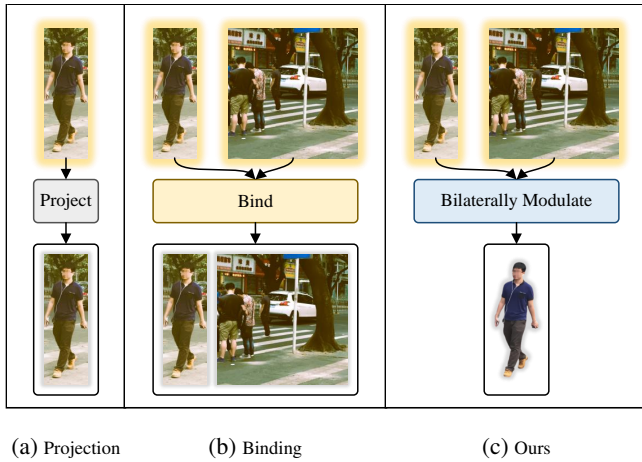 Project
Bind
Bilaterally Modulate
(a) Projection
(b) Binding
(c) Ours